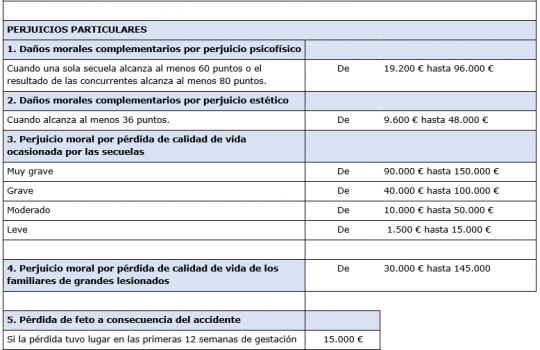 PERJUICIOS PARTICULARES
1. Daños morales complementarios por perjuicio psicofísico
Cuando una sola secuela alcanza al menos 60 puntos o el De 19.200 € hasta 96.000 €
resultado de las concurrentes alcanza al menos 80 puntos.
2. Daños morales complementarios por perjuicio estético
Cuando alcanza al menos 36 puntos. De 9.600 € hasta 48.000 €
3. Perjuicio moral por pérdida de calidad de vida
ocasionada por las secuelas
Muy grave De 90.000 € hasta 150.000 €
Grave De 40.000 € hasta 100.000 €
Moderado De 10.000 € hasta 50.000 €
Leve De 1.500 € hasta 15.000 €
4. Perjuicio moral por pérdida de calidad de vida de los De 30.000 € hasta 145.000
familiares de grandes lesionados
5. Pérdida de feto a consecuencia del accidente
Si la pérdida tuvo lugar en las primeras 12 semanas de gestación 15.000 €